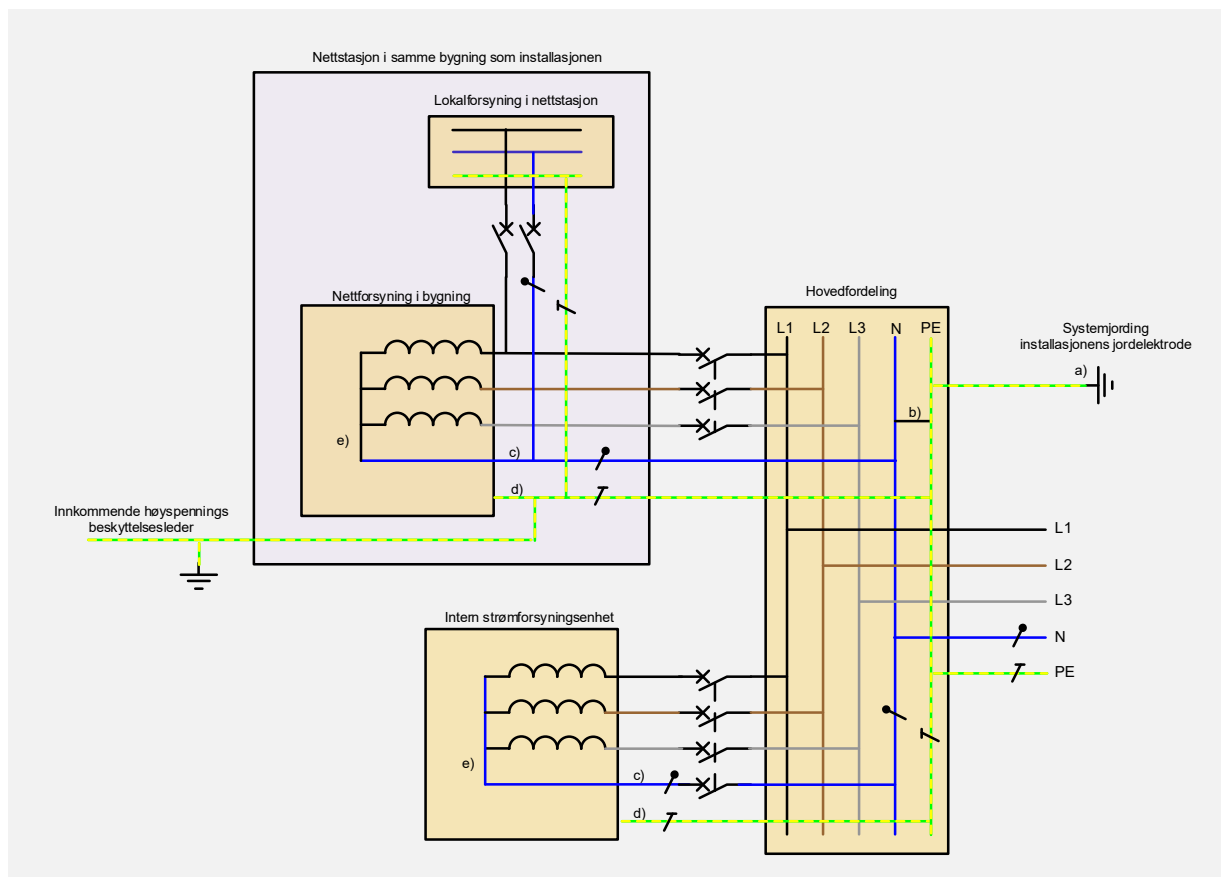 Nettstasjon i samme bygning som installasjonen
Lokalforsyning i nettstasjon
Nettforsyning i bygning
Hovedfordeling
L1 L2 L3 N PE
Systemjording
installasjonens jordelektrode
a)
b)
e)
c)
d)
Innkommende høyspennings
beskyttelsesleder
L1
L2
L3
N
PE
Intern strømforsyningsenhet
e)
c)
d)